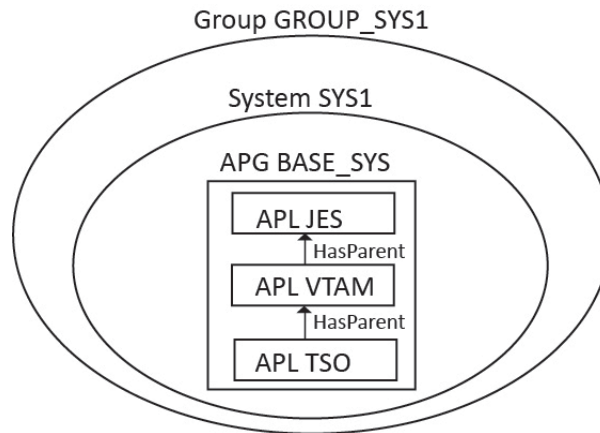 Group GROUP_SYS1
System SYS1
APG BASE_SYS
APL JES
HasParent
APL VTAM
HasParent
APL TSO